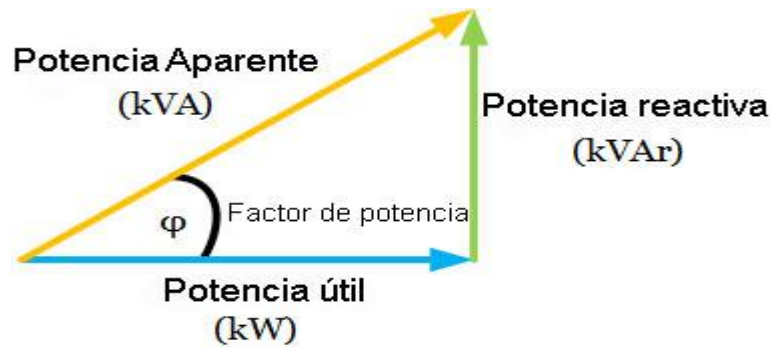 Potencia Aparente
(kVA)
Potencia reactiva
(kVAr)
φ
Factor de potencia
Potencia útil
(kW)